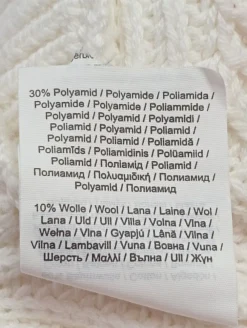 30% Polyamid / Polyamide / Poliamida /
Polyamide / Polyamide / Poliammide /
Polyamid / Polyamid / Polyamidi /
Poliamid / Poliamid / Polyamid /
Poliamid / Poliamid / Poliamidă /
Poliamīds / Poliamidinis / Polüamiid /
Poliamid / Поліамід / Poliamid /
Полиамид / Πολυαμιδική / Полиамид /
Polyamid / Полиамид
10% Wolle / Wool / Lana / Laine / Wol /
Lana / Uld / Ull / Villa / Volna / Vlna /
Wełna / Vlna / Gyapjú / Lână / Vilna /
Vilna / Lambavill / Vuna / Вовна / Vuna /
Шерсть / Μαλλί / Вълна / Ull / Жүн